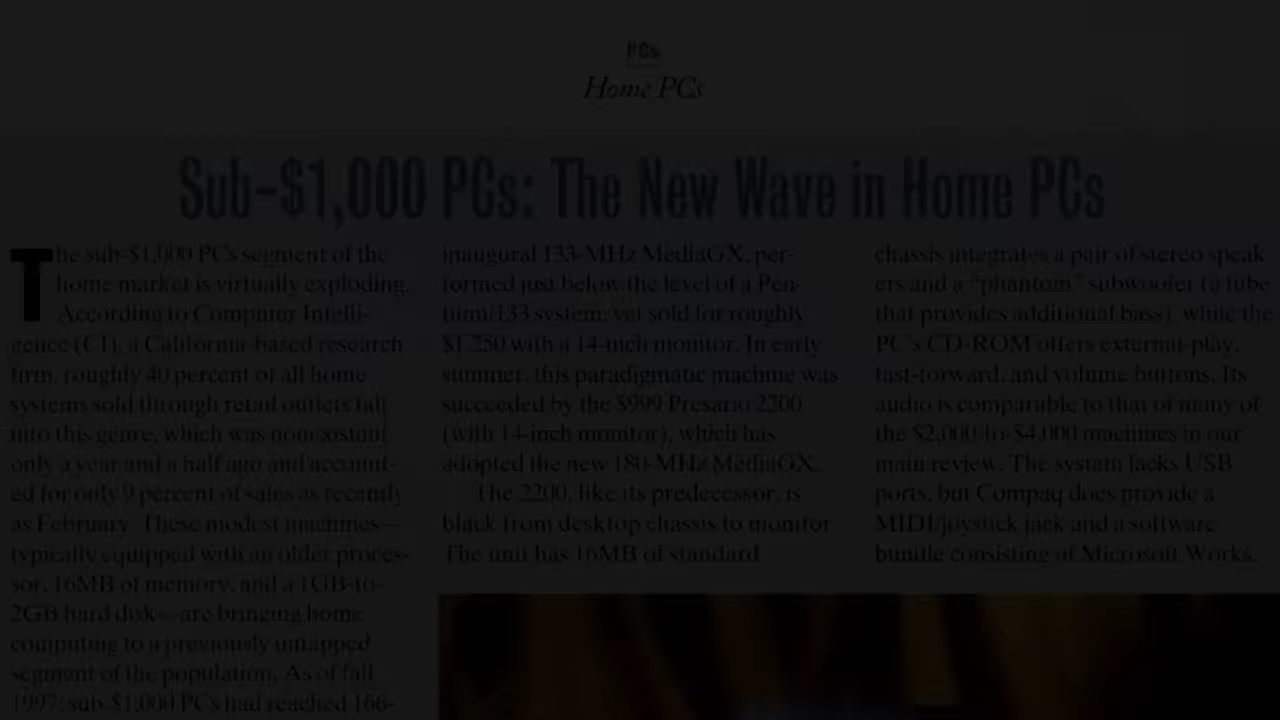 PCs
Home PCs
Sub-$1,000 PCs: The New Wave in Home PCs
The sub-$1,000 PCs segment of the
home market is virtually exploding.
According to Computer Intelli-
gence (CI), a California-based research
firm, roughly 40 percent of all home
systems sold through retail outlets fall
into this genre, which was nonexistant
only a year and a half ago and account-
ed for only 9 percent of sales as recently
as February. These modest machines—
typically equipped with an older proces-
sor, 16MB of memory, and a 1GB-to-
2GB hard disk—are bringing home
computing to a previously untapped
segment of the population. As of fall
1997, sub-$1,000 PCs had reached 166-
inaugural 133-MHz MediaGX, per-
formed just below the level of a Pen-
tium/133 system, yet sold for roughly
$1,250 with a 14-inch monitor. In early
summer, this paradigmatic machine was
succeeded by the $999 Presario 2200
(with 14-inch monitor), which has
adopted the new 180-MHz MediaGX.
The 2200, like its predecessor, is
black from desktop chassis to monitor
The unit has 16MB of standard
chassis integrates a pair of stereo speak-
ers and a "phantom" subwoofer (a tube
that provides additional bass), while the
PC's CD-ROM offers external-play,
fast-forward, and volume buttons. Its
audio is comparable to that of many of
the $2,000-to-$4,000 machines in our
main review. The system lacks USB
ports, but Compaq does provide a
MIDI/joystick jack and a software
bundle consisting of Microsoft Works,